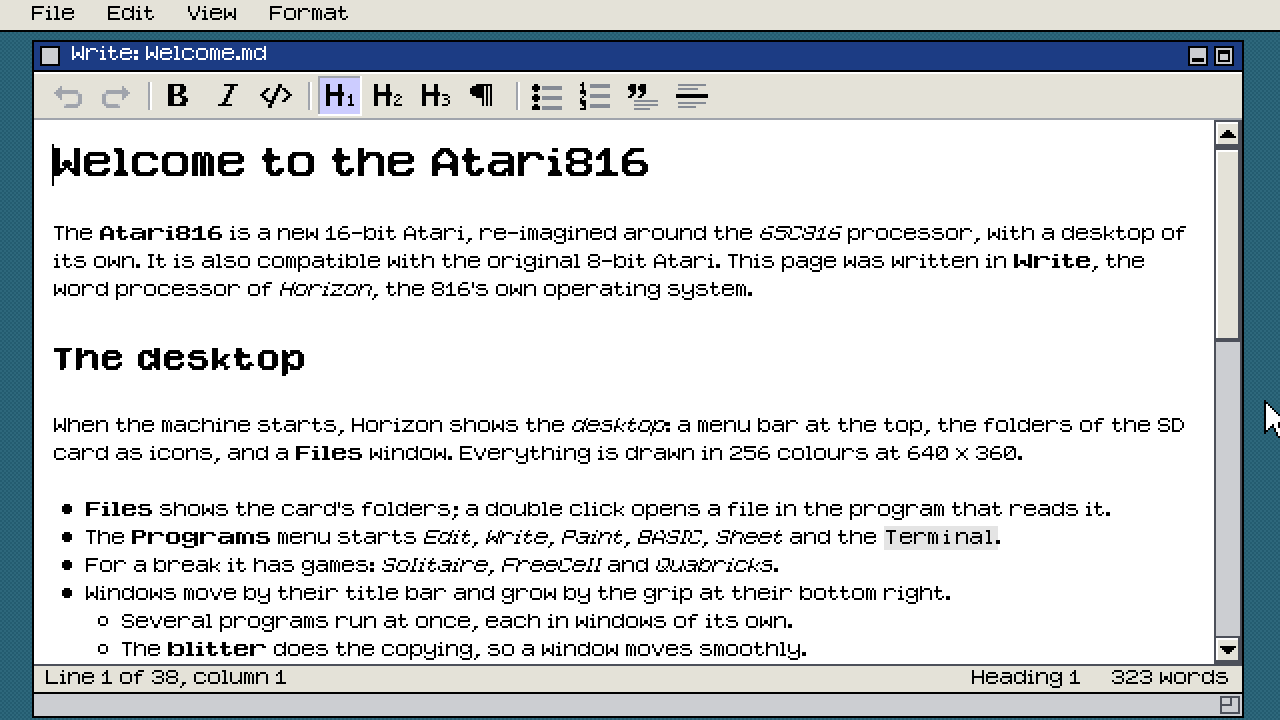 File Edit View Format
Write: Welcome.md
B I </> H1 H2 H3 ¶
Welcome to the Atari816
The Atari816 is a new 16-bit Atari, re-imagined around the 65C816 processor, with a desktop of
its own. It is also compatible with the original 8-bit Atari. This page was written in Write, the
word processor of Horizon, the 816's own operating system.
The desktop
When the machine starts, Horizon shows the desktop: a menu bar at the top, the folders of the SD
card as icons, and a Files window. Everything is drawn in 256 colours at 640 x 360.
• Files shows the card's folders; a double click opens a file in the program that reads it.
• The Programs menu starts Edit, Write, Paint, BASIC, Sheet and the Terminal.
• For a break it has games: Solitaire, FreeCell and Quabricks.
• Windows move by their title bar and grow by the grip at their bottom right.
○ Several programs run at once, each in windows of its own.
○ The blitter does the copying, so a window moves smoothly.
Line 1 of 38, column 1 Heading 1 323 words